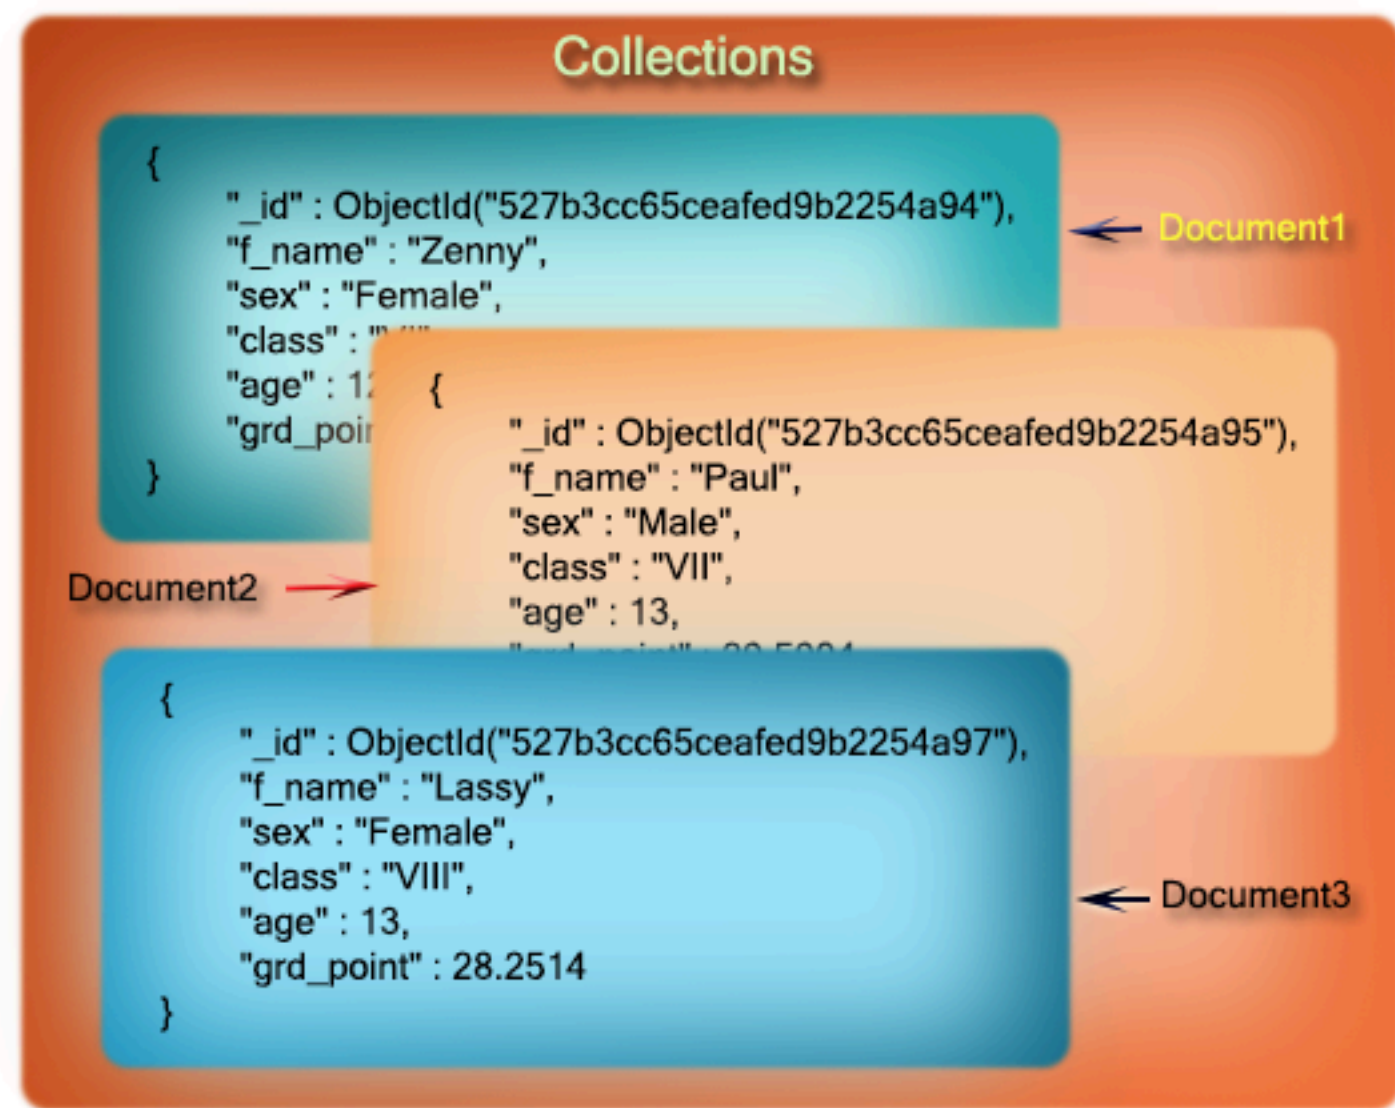 Collections
{
"_id" : ObjectId("527b3cc65ceafed9b2254a94"),
"f_name" : "Zenny",
"sex" : "Female",
"class" :
"age" :
}
Document1
{
"_id" : ObjectId("527b3cc65ceafed9b2254a95"),
"f_name" : "Paul",
"sex" : "Male",
"class" : "VII",
"age" : 13,
Document2
{
"_id" : ObjectId("527b3cc65ceafed9b2254a97"),
"f_name" : "Lassy",
"sex" : "Female",
"class" : "VIII",
"age" : 13,
"grd_point" : 28.2514
}
Document3